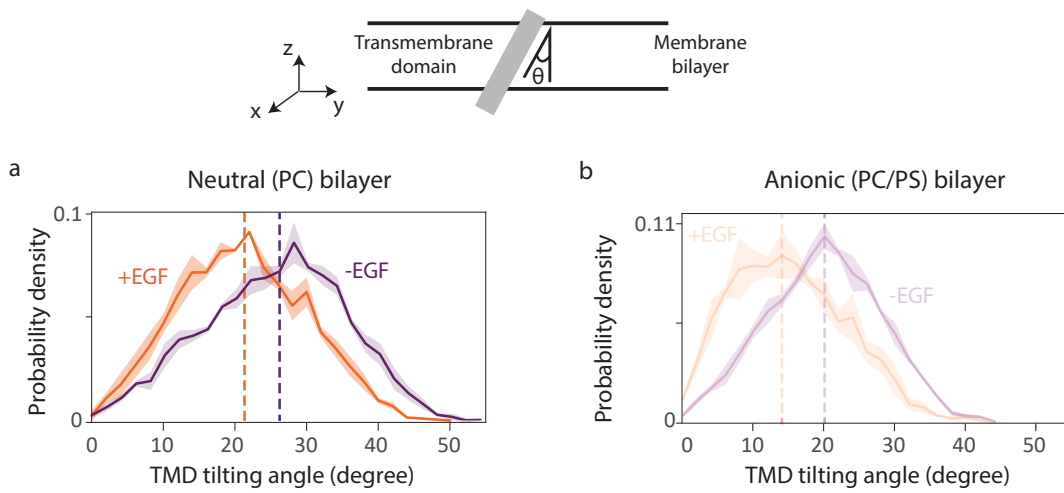 Transmembrane
domain
θ
Membrane
bilayer
z
y
x
a
Neutral (PC) bilayer
0.1
+EGF
-EGF
Probability density
0
0 10 20 30 40 50
TMD tilting angle (degree)
b
Anionic (PC/PS) bilayer
0.11
+EGF
-EGF
Probability density
0
0 10 20 30 40 50
TMD tilting angle (degree)